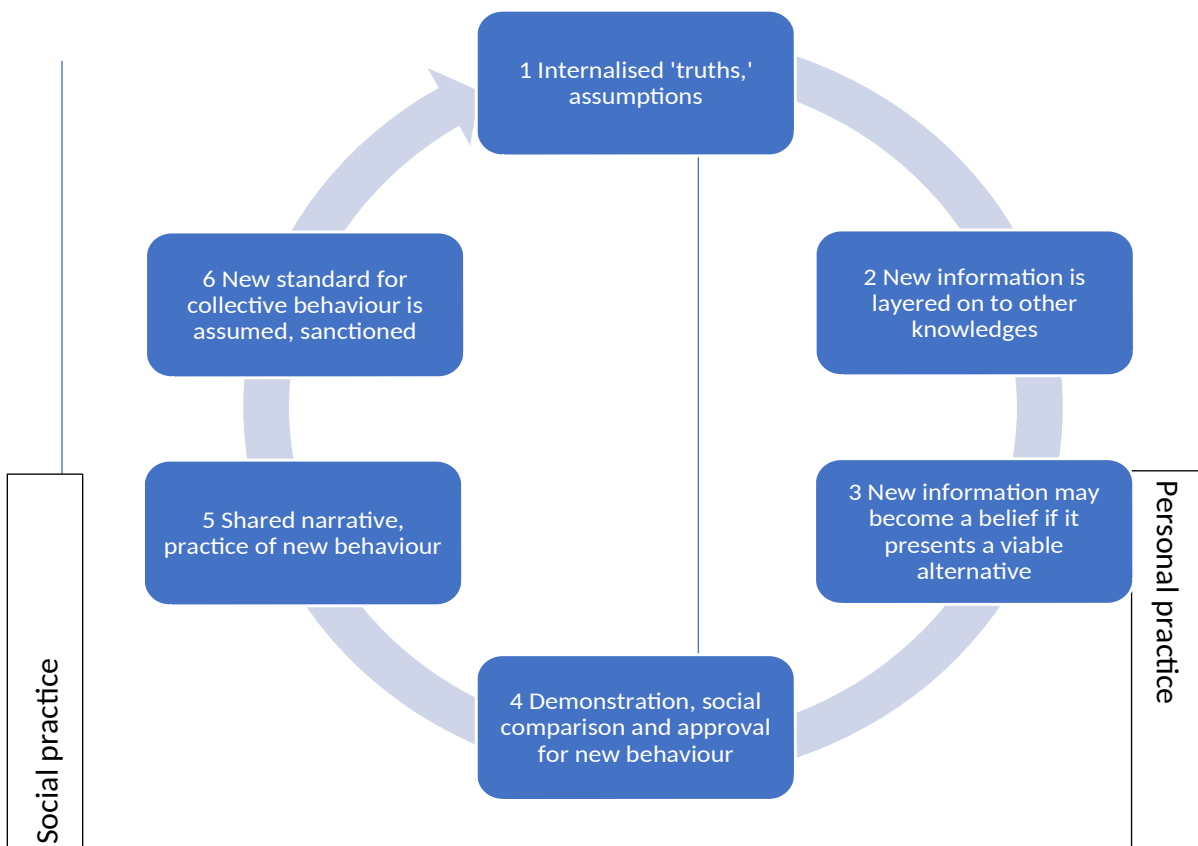 1 Internalised 'truths,'
assumptions
2 New information is
layered on to other
knowledges
3 New information may
become a belief if it
presents a viable
alternative
4 Demonstration, social
comparison and approval
for new behaviour
5 Shared narrative,
practice of new behaviour
6 New standard for
collective behaviour is
assumed, sanctioned
Social practice
Personal practice